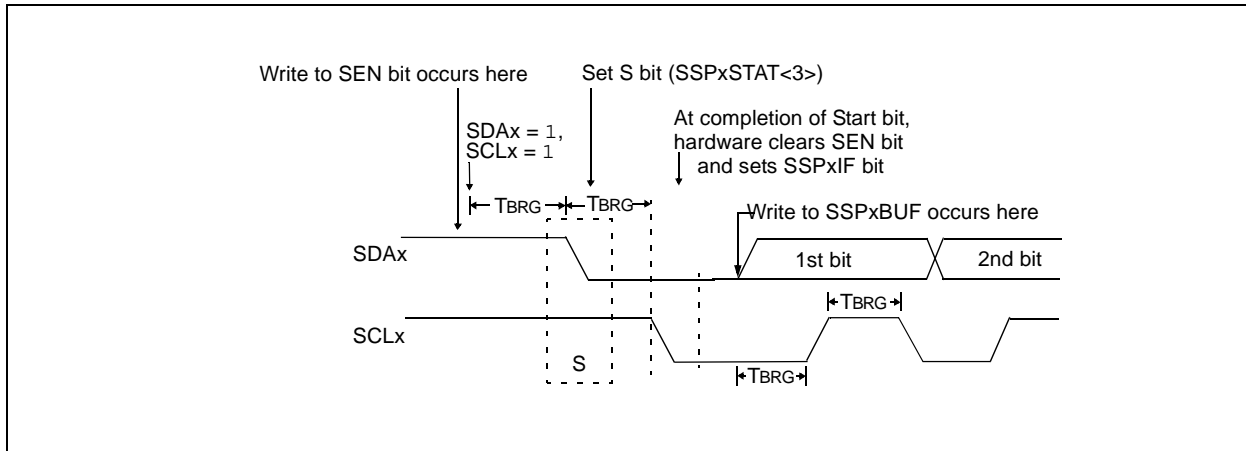 Write to SEN bit occurs here
Set S bit (SSPxSTAT<3>)
SDAx = 1,
SCLx = 1
At completion of Start bit,
hardware clears SEN bit
and sets SSPxIF bit
TBRG
TBRG
Write to SSPxBUF occurs here
SDAx
1st bit
2nd bit
TBRG
SCLx
S
TBRG